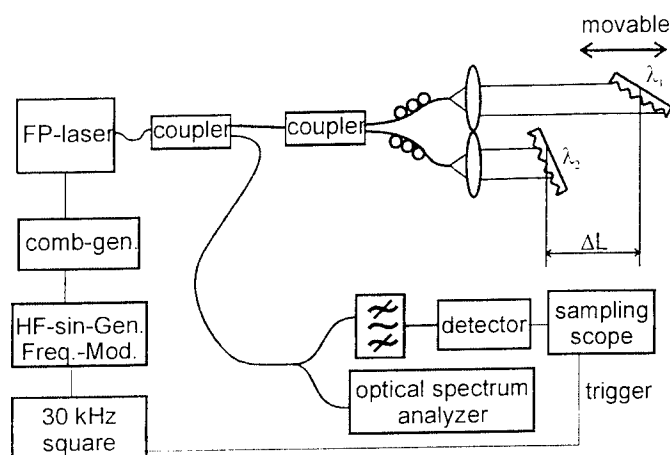 movable
λ₁
FP-laser
coupler
coupler
λ₂
comb-gen.
ΔL
HF-sin-Gen.
Freq.-Mod.
detector
sampling
scope
optical spectrum
analyzer
trigger
30 kHz
square